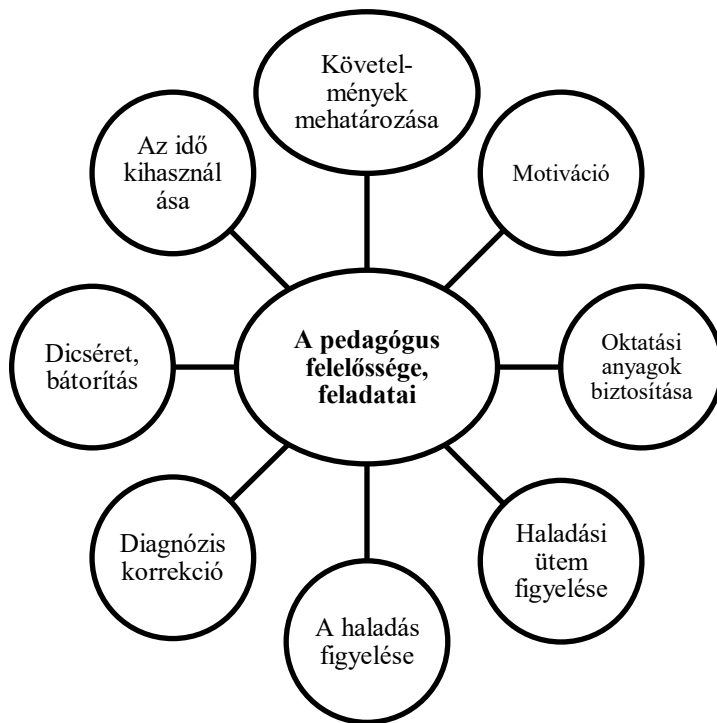 Követel-
mények
mehatározása
Motiváció
Oktatási
anyagok
biztosítása
Haladási
ütem
figyelése
A haladás
figyelése
Diagnózis
korrekció
Dicséret,
bátorítás
Az idő
kihasznál
ása
A pedagógus
felelőssége,
feladatai